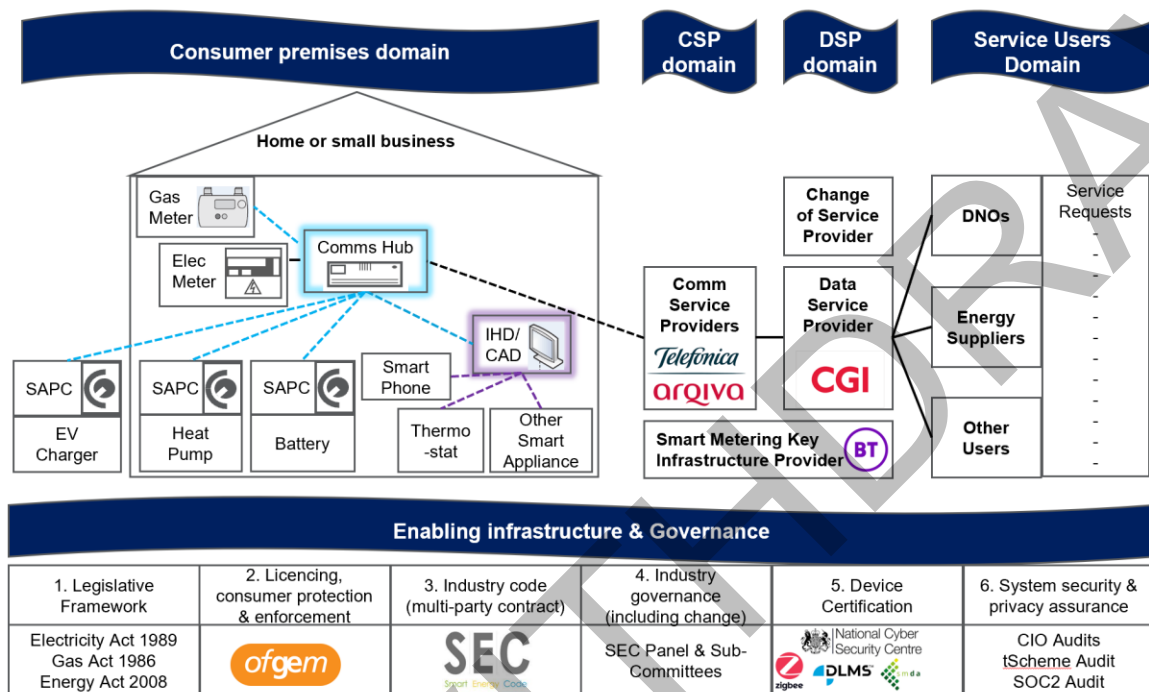 Consumer premises domain
CSP
domain
DSP
domain
Service Users
Domain
Home or small business
Gas
Meter
Elec
Meter
Comms Hub
IHD/
CAD
Smart
Phone
Thermo
-stat
Other
Smart
Appliance
SAPC
EV
Charger
SAPC
Heat
Pump
SAPC
Battery
Comm
Service
Providers
Telefónica
arqiva
Change
of Service
Provider
Data
Service
Provider
CGI
Smart Metering Key
Infrastructure Provider
BT
DNOs
Energy
Suppliers
Other
Users
Service
Requests
-
-
-
-
-
-
-
-
-
-
-
-
Enabling infrastructure & Governance
1. Legislative
Framework
2. Licencing,
consumer protection
& enforcement
3. Industry code
(multi-party contract)
4. Industry
governance
(including change)
5. Device
Certification
6. System security &
privacy assurance
Electricity Act 1989
Gas Act 1986
Energy Act 2008
ofgem
SEC
Smart Energy Code
SEC Panel & Sub-
Committees
National Cyber
Security Centre
zigbee
DLMS
smda
CIO Audits
tScheme Audit
SOC2 Audit
THDRA